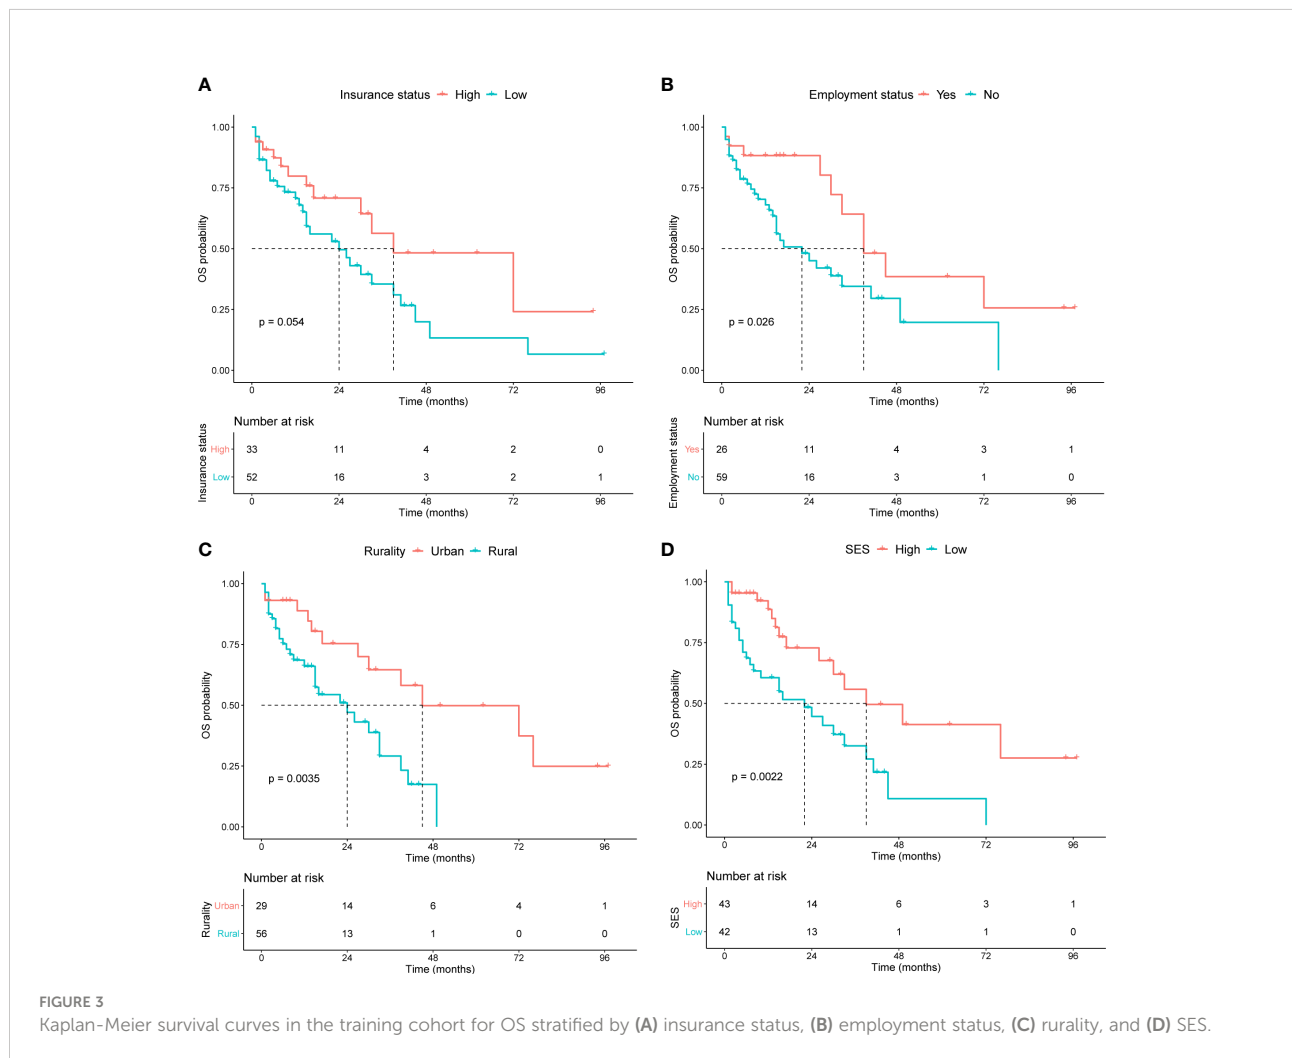 A
Insurance status High Low
1.00
0.75
0.50
0.25
0.00
OS probability
p = 0.054
0 24 48 72 96
Time (months)
Number at risk
Insurance status
High 33 11 4 2 0
Low 52 16 3 2 1
0 24 48 72 96
Time (months)
B
Employment status Yes No
1.00
0.75
0.50
0.25
0.00
OS probability
p = 0.026
0 24 48 72 96
Time (months)
Number at risk
Employment status
Yes 26 11 4 3 1
No 59 16 3 1 0
0 24 48 72 96
Time (months)
C
Rurality Urban Rural
1.00
0.75
0.50
0.25
0.00
OS probability
p = 0.0035
0 24 48 72 96
Time (months)
Number at risk
Rurality
Urban 29 14 6 4 1
Rural 56 13 1 0 0
0 24 48 72 96
Time (months)
D
SES High Low
1.00
0.75
0.50
0.25
0.00
OS probability
p = 0.0022
0 24 48 72 96
Time (months)
Number at risk
SES
High 43 14 6 3 1
Low 42 13 1 1 0
0 24 48 72 96
Time (months)
FIGURE 3
Kaplan-Meier survival curves in the training cohort for OS stratified by (A) insurance status, (B) employment status, (C) rurality, and (D) SES.